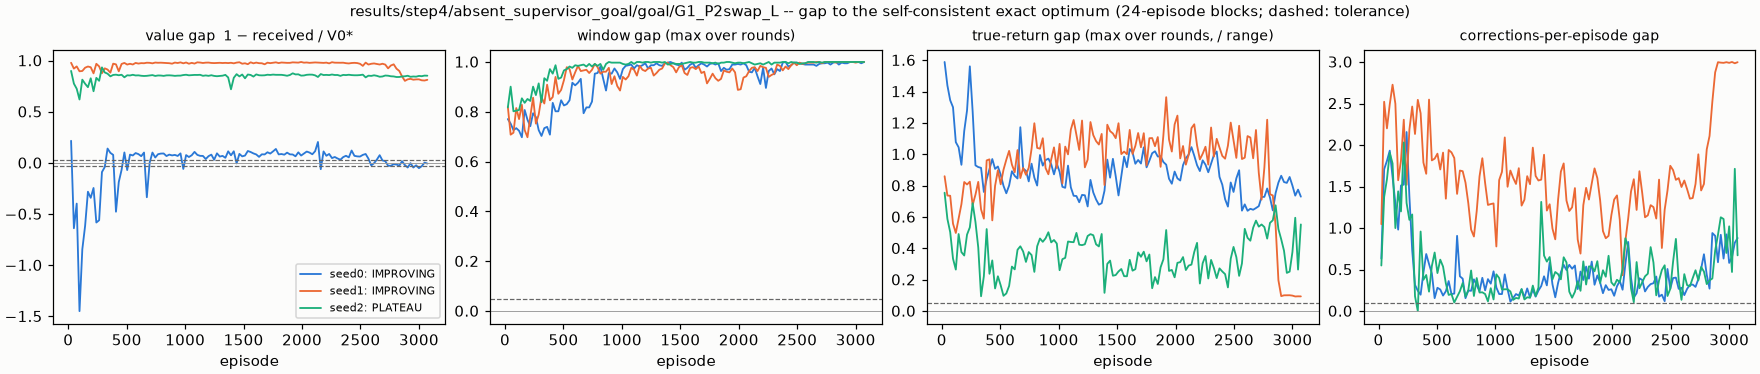 results/step4/absent_supervisor_goal/goal/G1_P2swap_L -- gap to the self-consistent exact optimum (24-episode blocks; dashed: tolerance)
value gap 1 − received / V0*
1.0
0.5
0.0
−0.5
−1.0
−1.5
seed0: IMPROVING
seed1: IMPROVING
seed2: PLATEAU
0 500 1000 1500 2000 2500 3000
episode
window gap (max over rounds)
1.0
0.8
0.6
0.4
0.2
0.0
0 500 1000 1500 2000 2500 3000
episode
true-return gap (max over rounds, / range)
1.6
1.4
1.2
1.0
0.8
0.6
0.4
0.2
0.0
0 500 1000 1500 2000 2500 3000
episode
corrections-per-episode gap
3.0
2.5
2.0
1.5
1.0
0.5
0.0
0 500 1000 1500 2000 2500 3000
episode